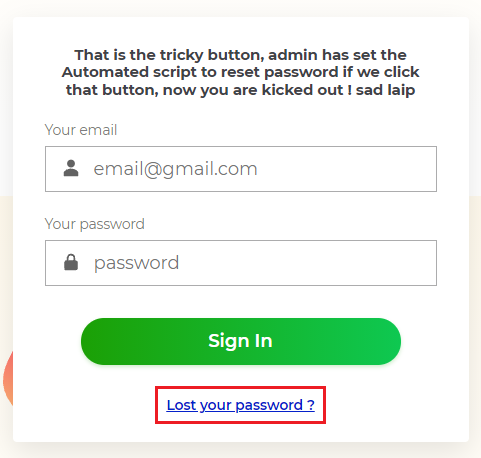 That is the tricky button, admin has set the
Automated script to reset password if we click
that button, now you are kicked out ! sad laip
Your email
email@gmail.com
Your password
password
Sign In
Lost your password ?